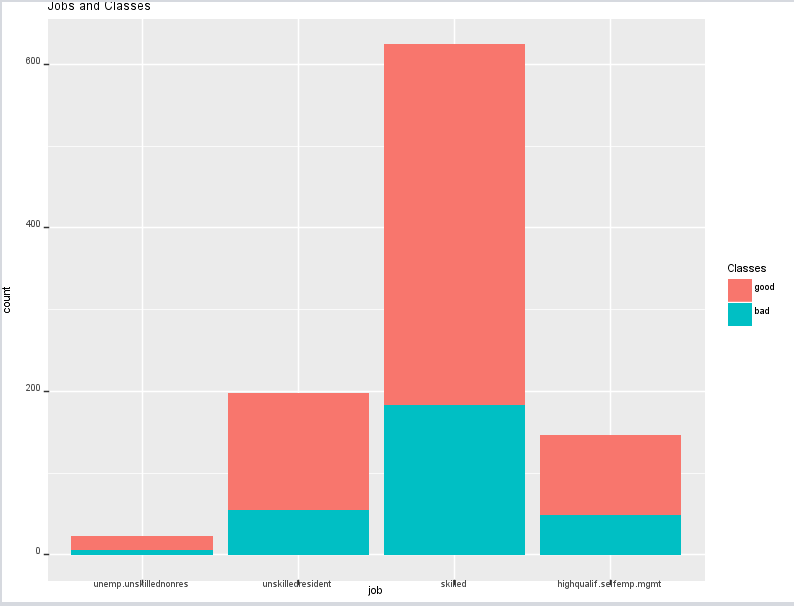 Jobs and Classes
600
400
200
0
count
unemp.unskillednonres
unskilledresident
skilled
highqualif.selfemp.mgmt
job
Classes
good
bad